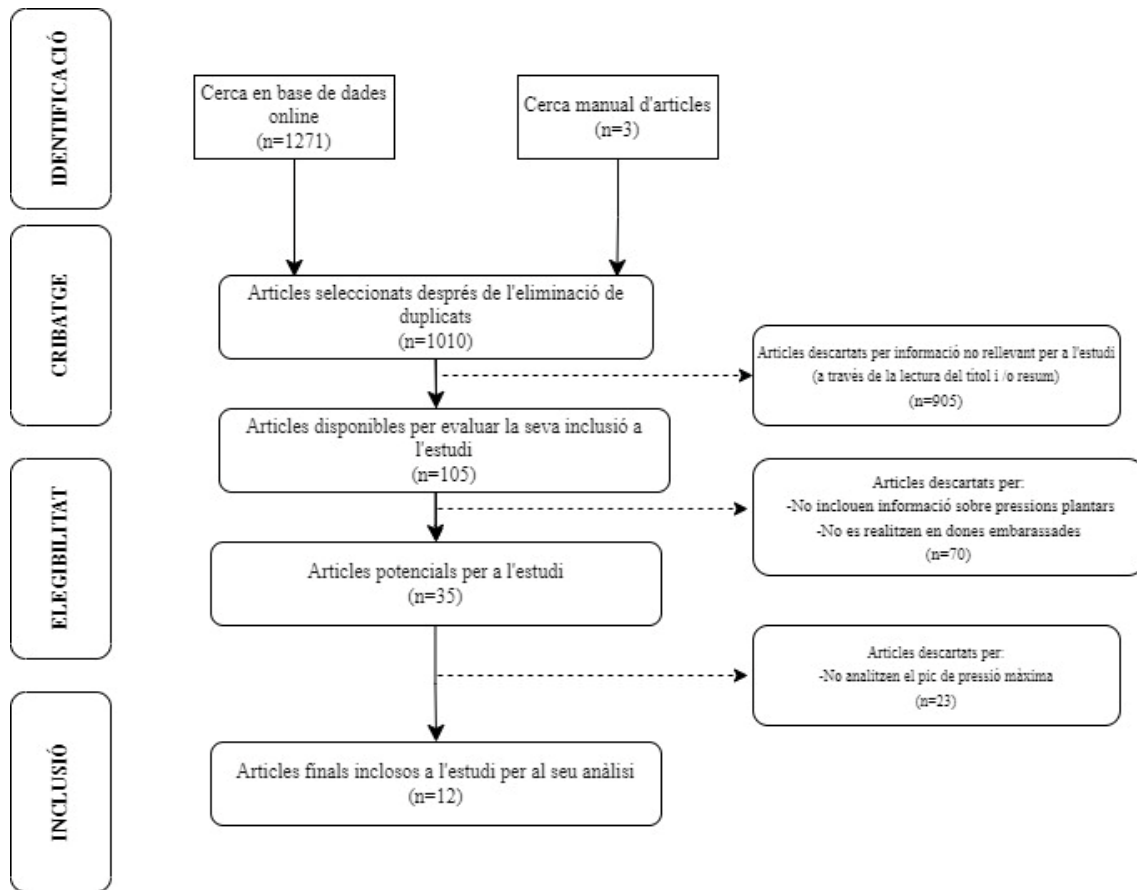 IDENTIFICACIÓ
Cerca en base de dades
online
(n=1271)
Cerca manual d'articles
(n=3)
CRIBATGE
Articles seleccionats després de l'eliminació de
duplicats
(n=1010)
Articles descartats per informació no rellevant per a l'estudi
(a través de la lectura del títol i /o resum)
(n=905)
Articles disponibles per evaluar la seva inclusió a
l'estudi
(n=105)
ELEGIBILITAT
Articles descartats per:
-No inclouen informació sobre pressions plantars
-No es realitzen en dones embarassades
(n=70)
Articles potencials per a l'estudi
(n=35)
Articles descartats per:
-No analitzen el pic de pressió màxima
(n=23)
INCLUSIÓ
Articles finals inclosos a l'estudi per al seu anàlisi
(n=12)